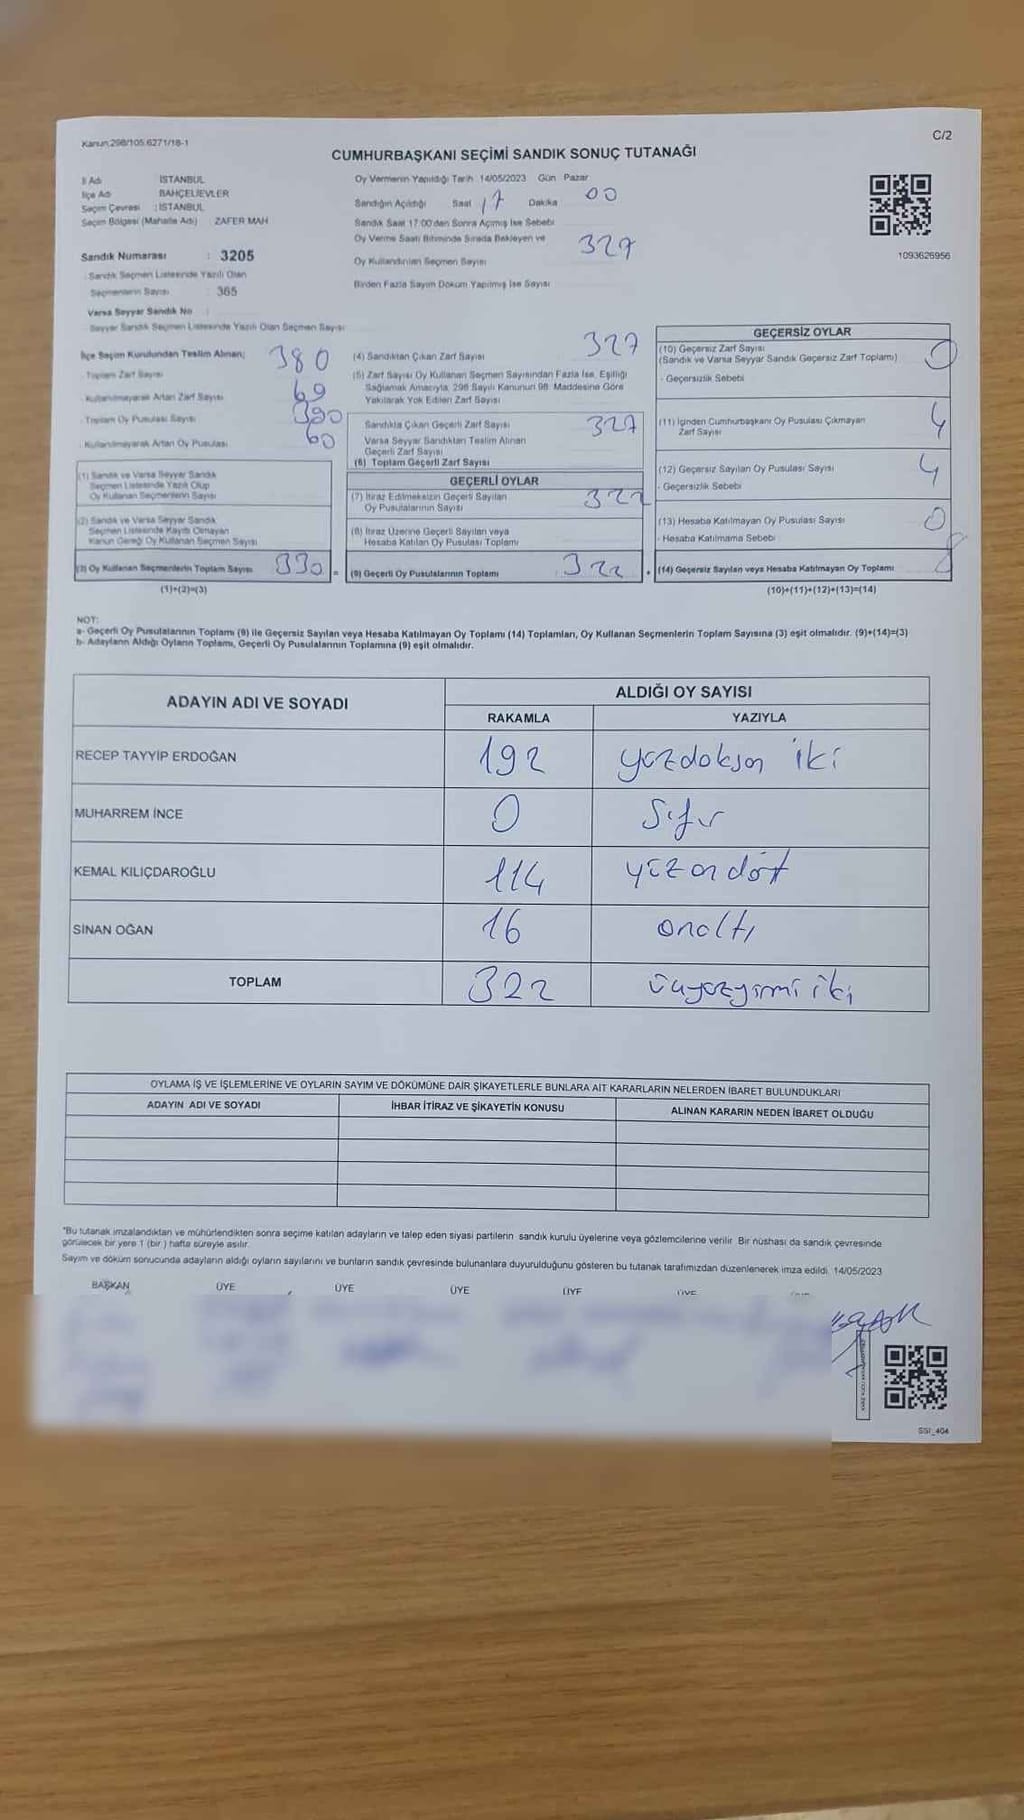 Kanun:298/105.6271/18-1
C/2
CUMHURBAŞKANI SEÇİMİ SANDIK SONUÇ TUTANAĞI
İl Adı : İSTANBUL
İlçe Adı : BAHÇELİEVLER
Seçim Çevresi : İSTANBUL
Seçim Bölgesi (Mahalle Adı) : ZAFER MAH
Sandık Numarası : 3205
Sandık Seçmen Listesinde Yazılı Olan
Seçmenlerin Sayısı : 365
Varsa Seyyar Sandık No :
Seyyar Sandık Seçmen Listesinde Yazılı Olan Seçmen Sayısı
Oy Vermenin Yapıldığı Tarih 14/05/2023 Gün Pazar
Sandığın Açıldığı Saat 17 Dakika 00
Sandık Saat 17:00'den Sonra Açılmış İse Sebebi
Oy Verme Saati Bitiminde Sırada Bekleyen ve
Oy Kullandırılan Seçmen Sayısı 327
Birden Fazla Sayım Döküm Yapılmış İse Sayısı
1093626956
İlçe Seçim Kurulundan Teslim Alınan;
Toplam Zarf Sayısı 380
Kullanılmayarak Artan Zarf Sayısı 69
Toplam Oy Pusulası Sayısı 390
Kullanılmayarak Artan Oy Pusulası 60
(1) Sandık ve Varsa Seyyar Sandık
Seçmen Listesinde Yazılı Olup
Oy Kullanan Seçmenlerin Sayısı
(2) Sandık ve Varsa Seyyar Sandık
Seçmen Listesinde Kayıtlı Olmayan
Kanun Gereği Oy Kullanan Seçmen Sayısı
(3) Oy Kullanan Seçmenlerin Toplam Sayısı 330 =
(1)+(2)=(3)
(4) Sandıktan Çıkan Zarf Sayısı 327
(5) Zarf Sayısı Oy Kullanan Seçmen Sayısından Fazla İse, Eşitliği
Sağlamak Amacıyla, 298 Sayılı Kanunun 98. Maddesine Göre
Yakılarak Yok Edilen Zarf Sayısı
Sandıkta Çıkan Geçerli Zarf Sayısı 327
Varsa Seyyar Sandıktan Teslim Alınan
Geçerli Zarf Sayısı
(6) Toplam Geçerli Zarf Sayısı
GEÇERLİ OYLAR
(7) İtiraz Edilmeksizin Geçerli Sayılan
Oy Pusulalarının Sayısı 322
(8) İtiraz Üzerine Geçerli Sayılan veya
Hesaba Katılan Oy Pusulası Toplamı
(9) Geçerli Oy Pusulalarının Toplamı 322 +
GEÇERSİZ OYLAR
(10) Geçersiz Zarf Sayısı 0
(Sandık ve Varsa Seyyar Sandık Geçersiz Zarf Toplamı)
- Geçersizlik Sebebi
(11) İçinden Cumhurbaşkanı Oy Pusulası Çıkmayan 4
Zarf Sayısı
(12) Geçersiz Sayılan Oy Pusulası Sayısı 4
- Geçersizlik Sebebi
(13) Hesaba Katılmayan Oy Pusulası Sayısı 0
- Hesaba Katılmama Sebebi
(14) Geçersiz Sayılan veya Hesaba Katılmayan Oy Toplamı 8
(10)+(11)+(12)+(13)=(14)
NOT:
a- Geçerli Oy Pusulalarının Toplamı (9) ile Geçersiz Sayılan veya Hesaba Katılmayan Oy Toplamı (14) Toplamları, Oy Kullanan Seçmenlerin Toplam Sayısına (3) eşit olmalıdır. (9)+(14)=(3)
b- Adayların Aldığı Oyların Toplamı, Geçerli Oy Pusulalarının Toplamına (9) eşit olmalıdır.
ADAYIN ADI VE SOYADI
ALDIĞI OY SAYISI
RAKAMLA YAZIYLA
RECEP TAYYİP ERDOĞAN 192 yüzdoksan iki
MUHARREM İNCE 0 Sıfır
KEMAL KILIÇDAROĞLU 114 yüzondört
SİNAN OĞAN 16 onaltı
TOPLAM 322 üçyüzyirmi iki
OYLAMA İŞ VE İŞLEMLERİNE VE OYLARIN SAYIM VE DÖKÜMÜNE DAİR ŞİKAYETLERLE BUNLARA AİT KARARLARIN NELERDEN İBARET BULUNDUKLARI
ADAYIN ADI VE SOYADI İHBAR İTİRAZ VE ŞİKAYETİN KONUSU ALINAN KARARIN NEDEN İBARET OLDUĞU
*Bu tutanak imzalandıktan ve mühürlendikten sonra seçime katılan adayların ve talep eden siyasi partilerin sandık kurulu üyelerine veya gözlemcilerine verilir. Bir nüshası da sandık çevresinde
görülecek bir yere 1 (bir ) hafta süreyle asılır.
Sayım ve döküm sonucunda adayların aldığı oyların sayılarını ve bunların sandık çevresinde bulunanlara duyurulduğunu gösteren bu tutanak tarafımızdan düzenlenerek imza edildi. 14/05/2023
BAŞKAN ÜYE ÜYE ÜYE ÜYE ÜYE
SSI_404